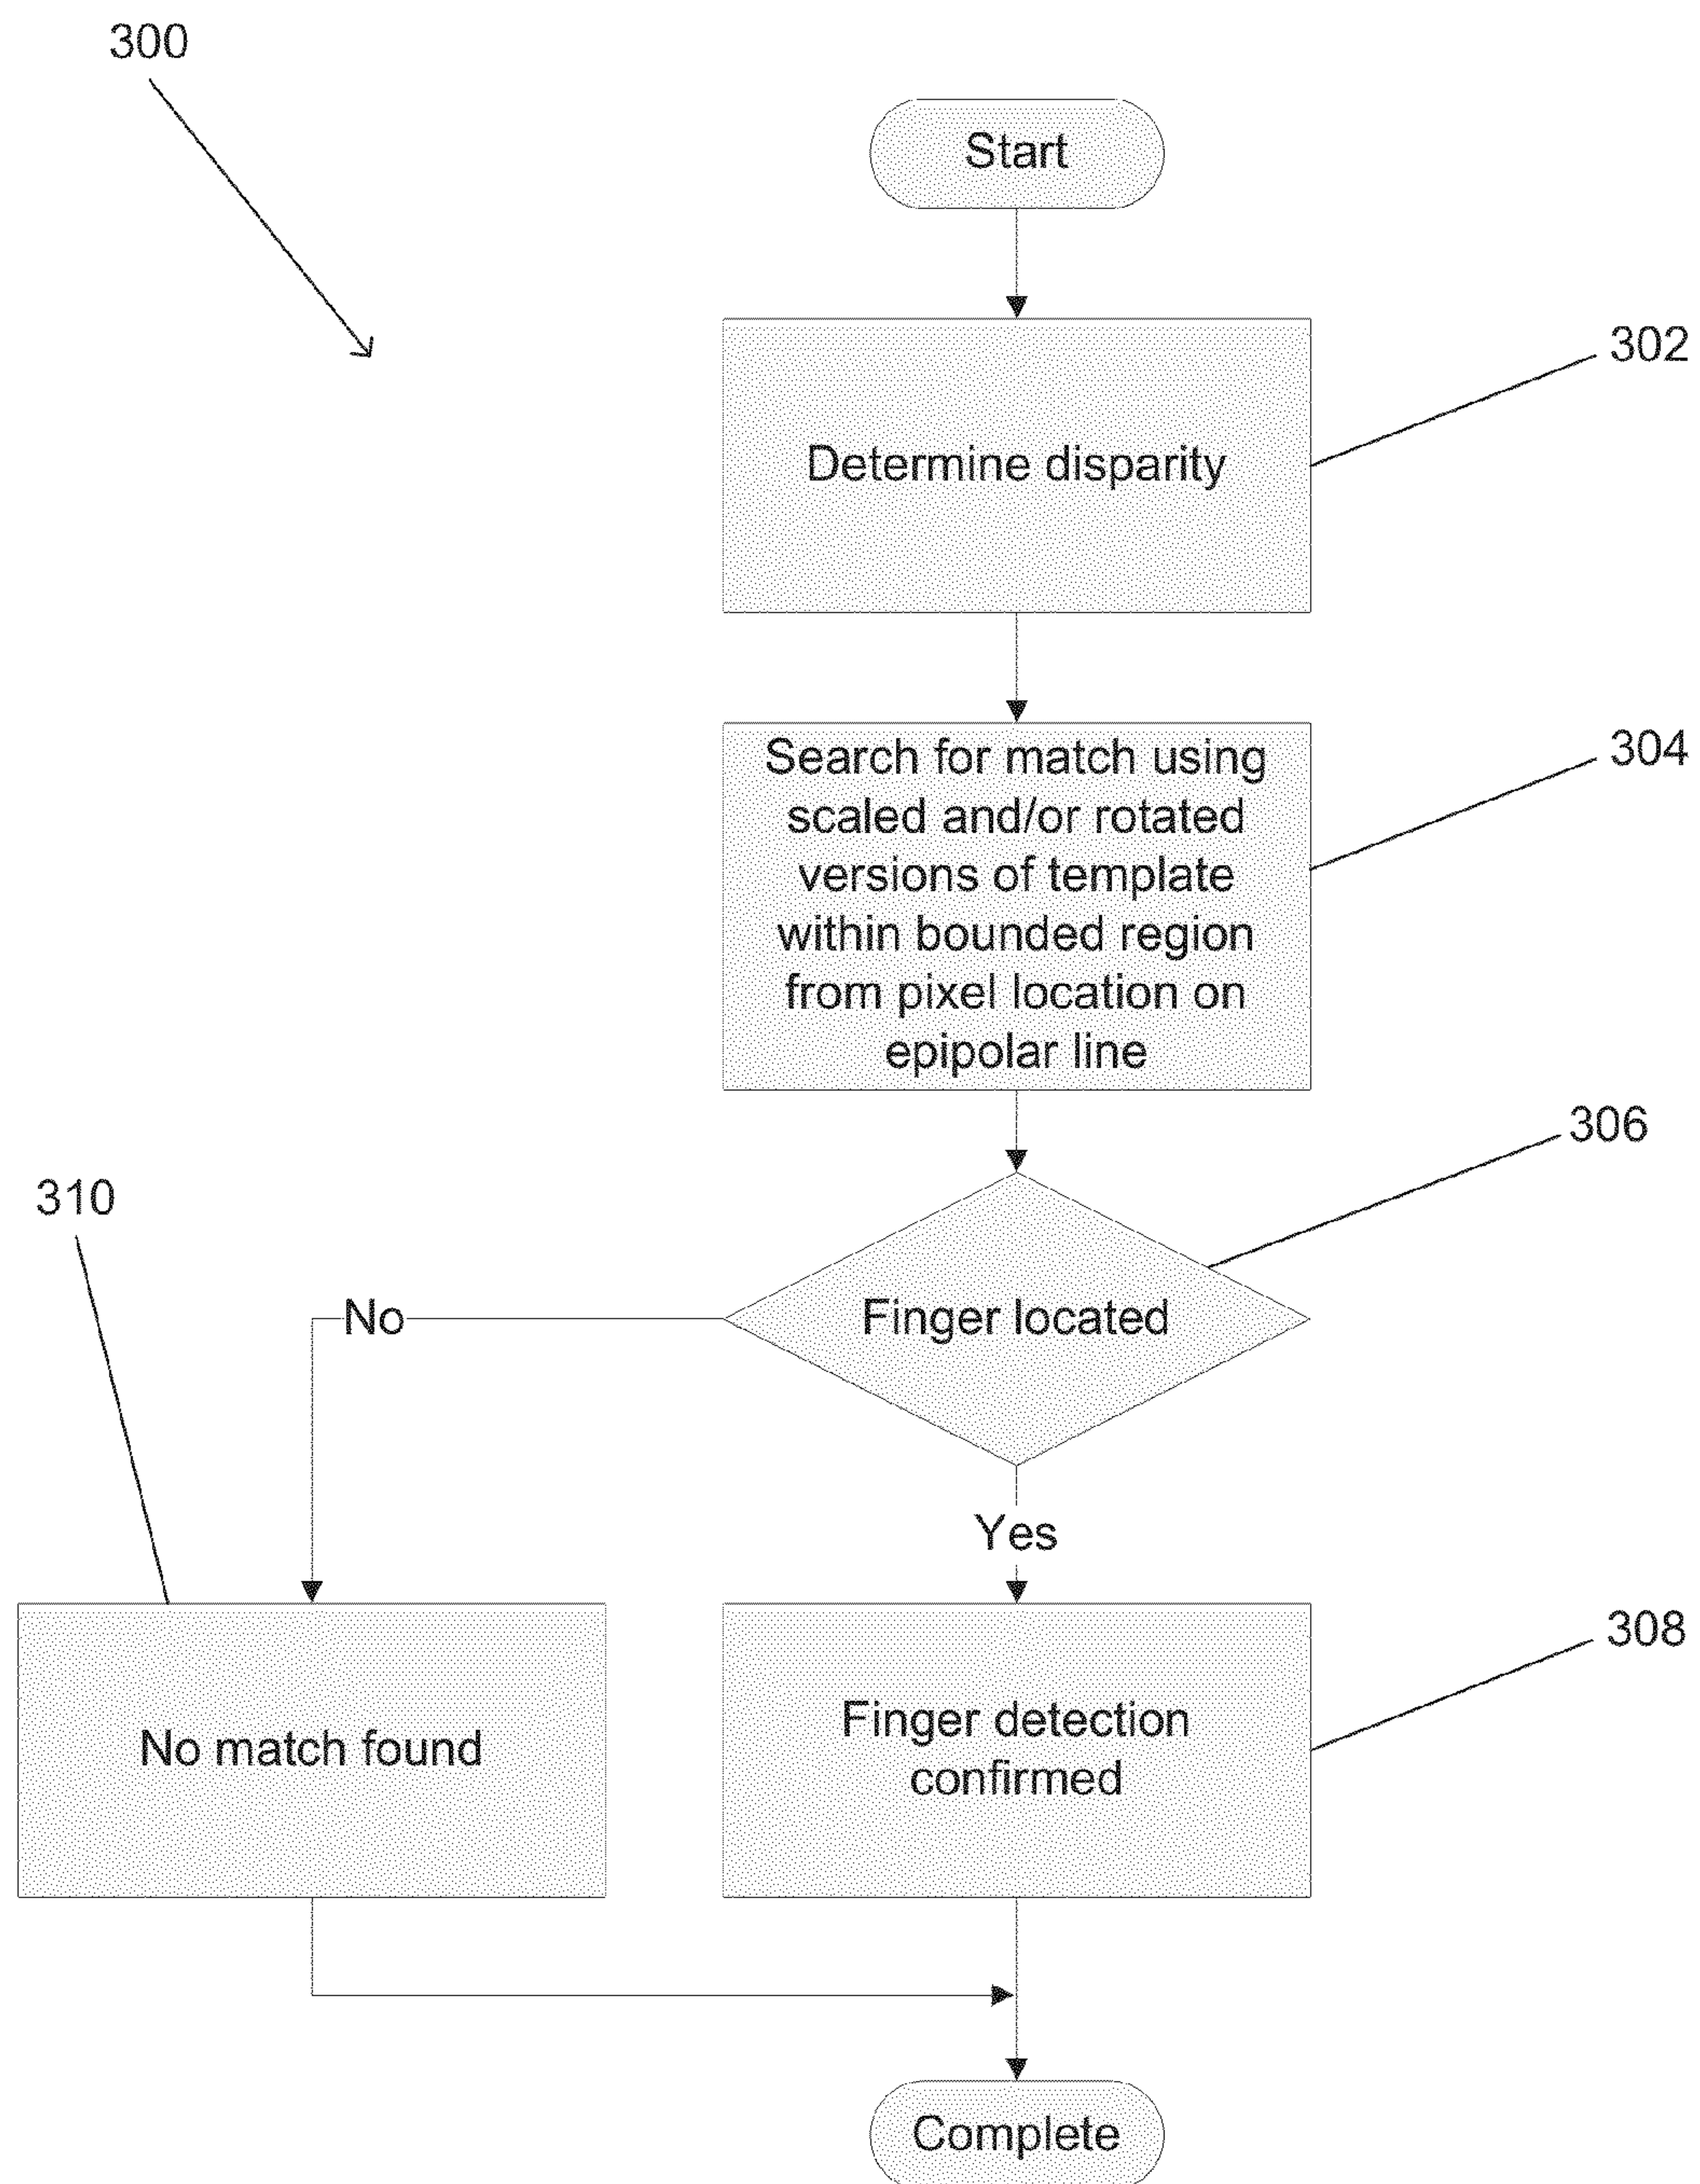 300
Start
302
Determine disparity
304
Search for match using
scaled and/or rotated
versions of template
within bounded region
from pixel location on
epipolar line
306
310
Finger located
No
Yes
308
No match found
Finger detection
confirmed
Complete